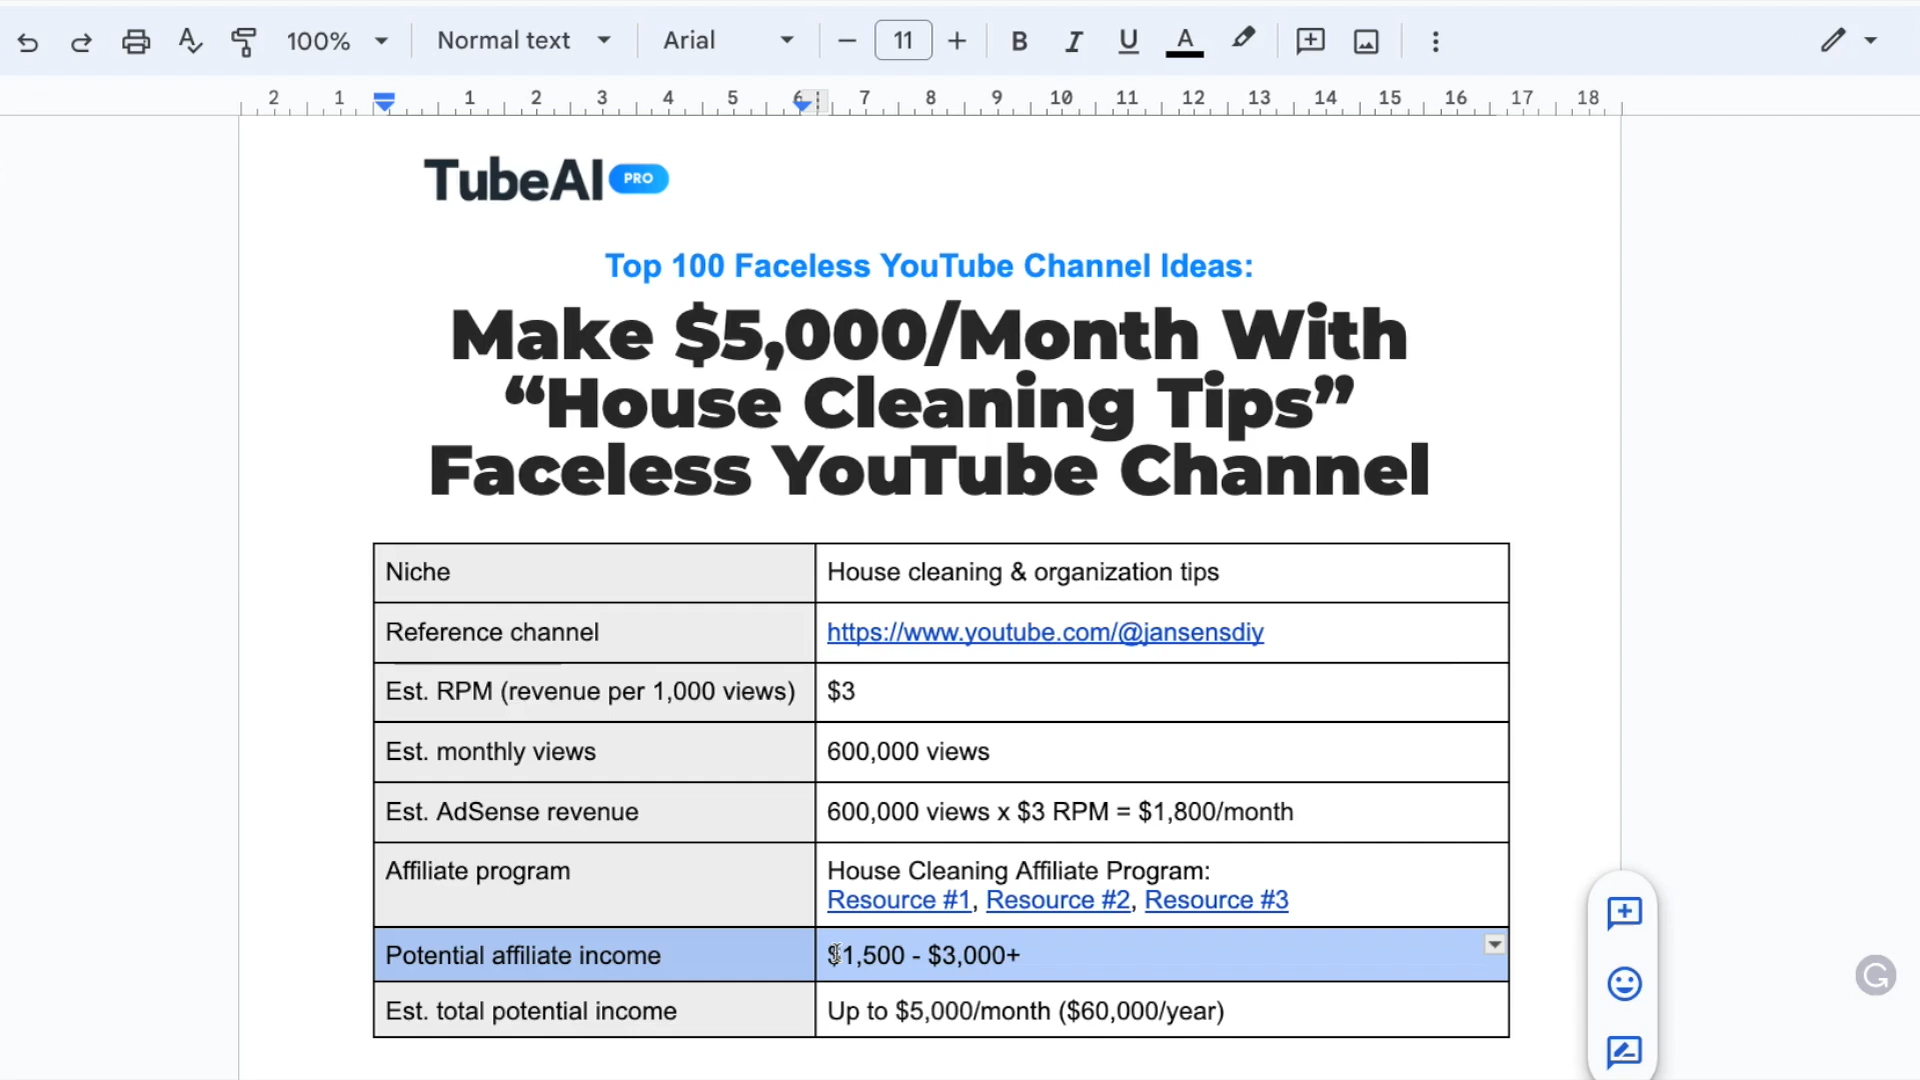 100% Normal text Arial 11 B I U A
2 1 1 2 3 4 5 6 7 8 9 10 11 12 13 14 15 16 17 18
TubeAI PRO
Top 100 Faceless YouTube Channel Ideas:
Make $5,000/Month With
“House Cleaning Tips”
Faceless YouTube Channel
Niche House cleaning & organization tips
Reference channel https://www.youtube.com/@jansensdiy
Est. RPM (revenue per 1,000 views) $3
Est. monthly views 600,000 views
Est. AdSense revenue 600,000 views x $3 RPM = $1,800/month
Affiliate program House Cleaning Affiliate Program:
Resource #1, Resource #2, Resource #3
Potential affiliate income $1,500 - $3,000+
Est. total potential income Up to $5,000/month ($60,000/year)